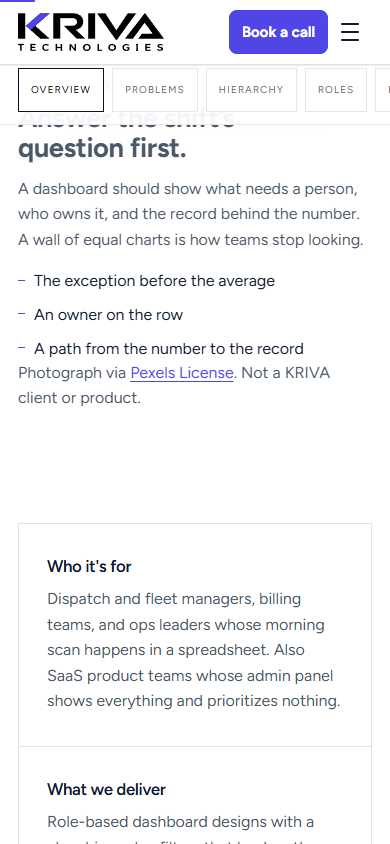 KRIVA
TECHNOLOGIES
Book a call
OVERVIEW
PROBLEMS
HIERARCHY
ROLES
Answer the shift's
question first.
A dashboard should show what needs a person,
who owns it, and the record behind the number.
A wall of equal charts is how teams stop looking.
– The exception before the average
– An owner on the row
– A path from the number to the record
Photograph via Pexels License. Not a KRIVA
client or product.
Who it's for
Dispatch and fleet managers, billing
teams, and ops leaders whose morning
scan happens in a spreadsheet. Also
SaaS product teams whose admin panel
shows everything and prioritizes nothing.
What we deliver
Role-based dashboard designs with a